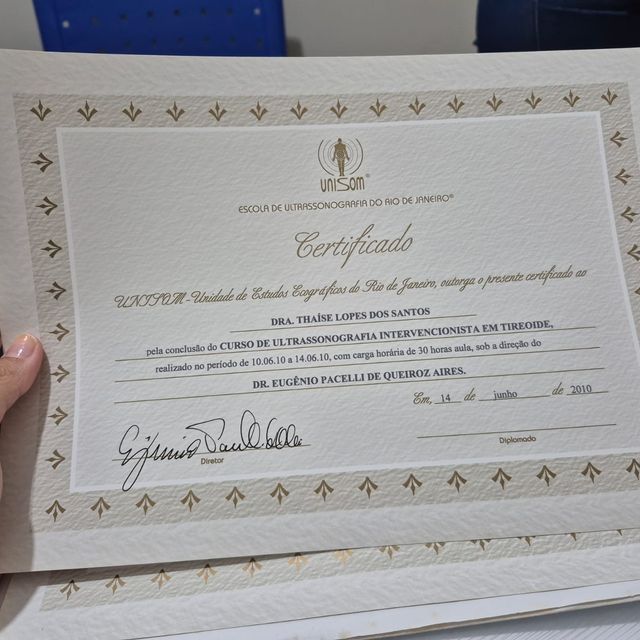 UNISOM®
ESCOLA DE ULTRASSONOGRAFIA DO RIO DE JANEIRO®
Certificado
UNISOM-Unidade de Estudos Ecográficos do Rio de Janeiro, outorga o presente certificado ao
DRA. THAÍSE LOPES DOS SANTOS
pela conclusão do CURSO DE ULTRASSONOGRAFIA INTERVENCIONISTA EM TIREOIDE,
realizado no período de 10.06.10 a 14.06.10, com carga horária de 30 horas aula, sob a direção do
DR. EUGÊNIO PACELLI DE QUEIROZ AIRES.
Em, 14 de junho de 2010
Diretor
Diplomado